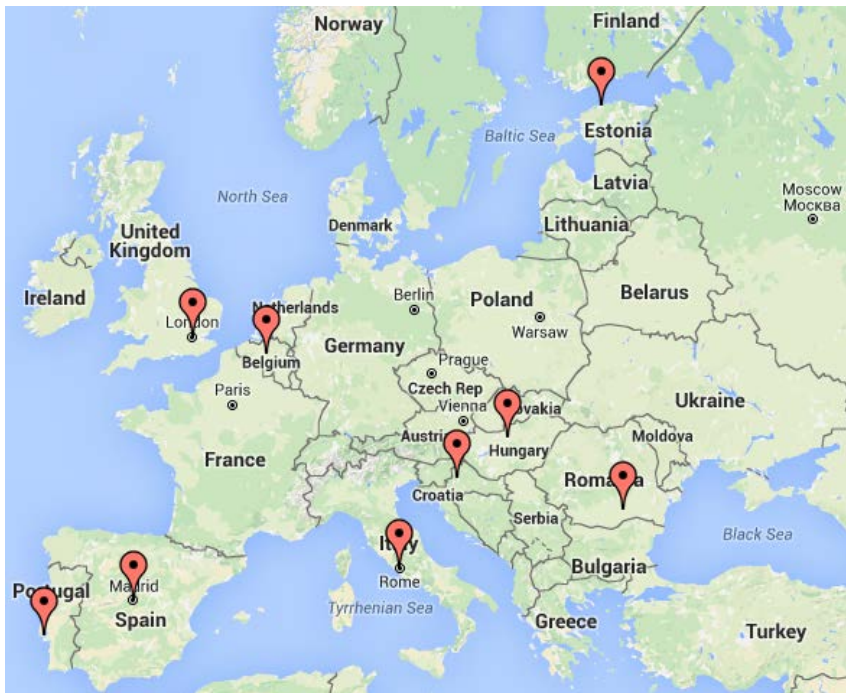 Norway
Finland
Baltic Sea
Estonia
North Sea
Latvia
Moscow
Москва
Denmark
Lithuania
United
Kingdom
Ireland
London
Netherlands
Berlin
Poland
Belarus
Warsaw
Germany
Belgium
Prague
Czech Rep
Paris
Vienna
Slovakia
Ukraine
Austria
Hungary
Moldova
France
Croatia
Romania
Serbia
Black Sea
Italy
Bulgaria
Rome
Portugal
Madrid
Spain
Tyrrhenian Sea
Greece
Turkey